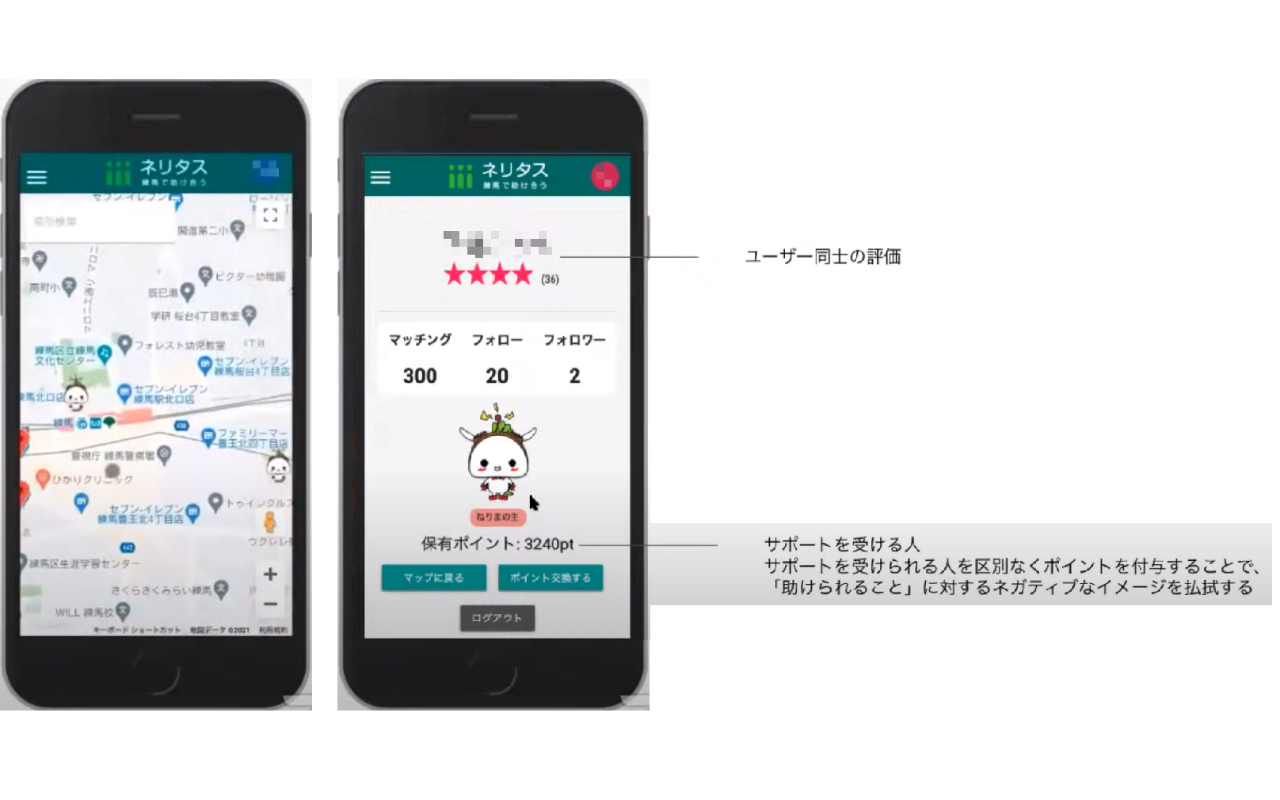 ネリタス
練馬で助け合う
場所検索
セブン-イレブン
開進第二小
ビクター幼稚園
南町小
辰巳湯
学研 桜台4丁目教室
フォレスト幼児教室
1丁目
練馬区立練馬
文化センター
セブン-イレブン
練馬桜台4丁目店
セブン-イレブン
練馬駅北口店
練馬
ファミリーマート
豊玉北四丁目店
警視庁 練馬警察署
ひかりクリニック
セブン-イレブン
練馬豊玉北4丁目店
トゥインクルス
練馬区生涯学習センター
さくらさくみらい練馬
WILL 練馬校
キーボード ショートカット 地図データ ©2021 利用規約
ネリタス
練馬で助け合う
(36)
マッチング フォロー フォロワー
300 20 2
ねりまの主
保有ポイント: 3240pt
マップに戻る ポイント交換する
ログアウト
ユーザー同士の評価
サポートを受ける人
サポートを受けられる人を区別なくポイントを付与することで、
「助けられること」に対するネガティブなイメージを払拭する